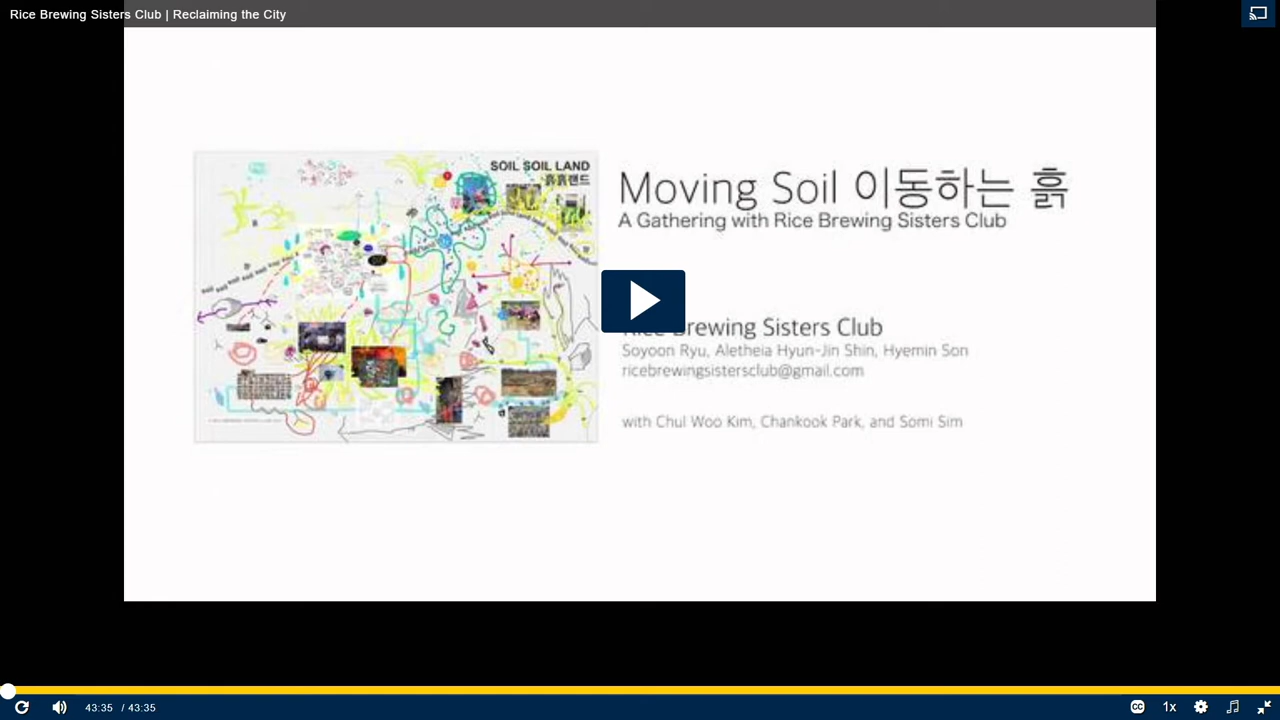 Rice Brewing Sisters Club | Reclaiming the City
SOIL SOIL LAND
흙흙랜드
Moving Soil 이동하는 흙
A Gathering with Rice Brewing Sisters Club
Rice Brewing Sisters Club
Soyoon Ryu, Aletheia Hyun-Jin Shin, Hyemin Son
ricebrewingsistersclub@gmail.com
with Chul Woo Kim, Chankook Park, and Somi Sim
43:35 / 43:35
CC
1x